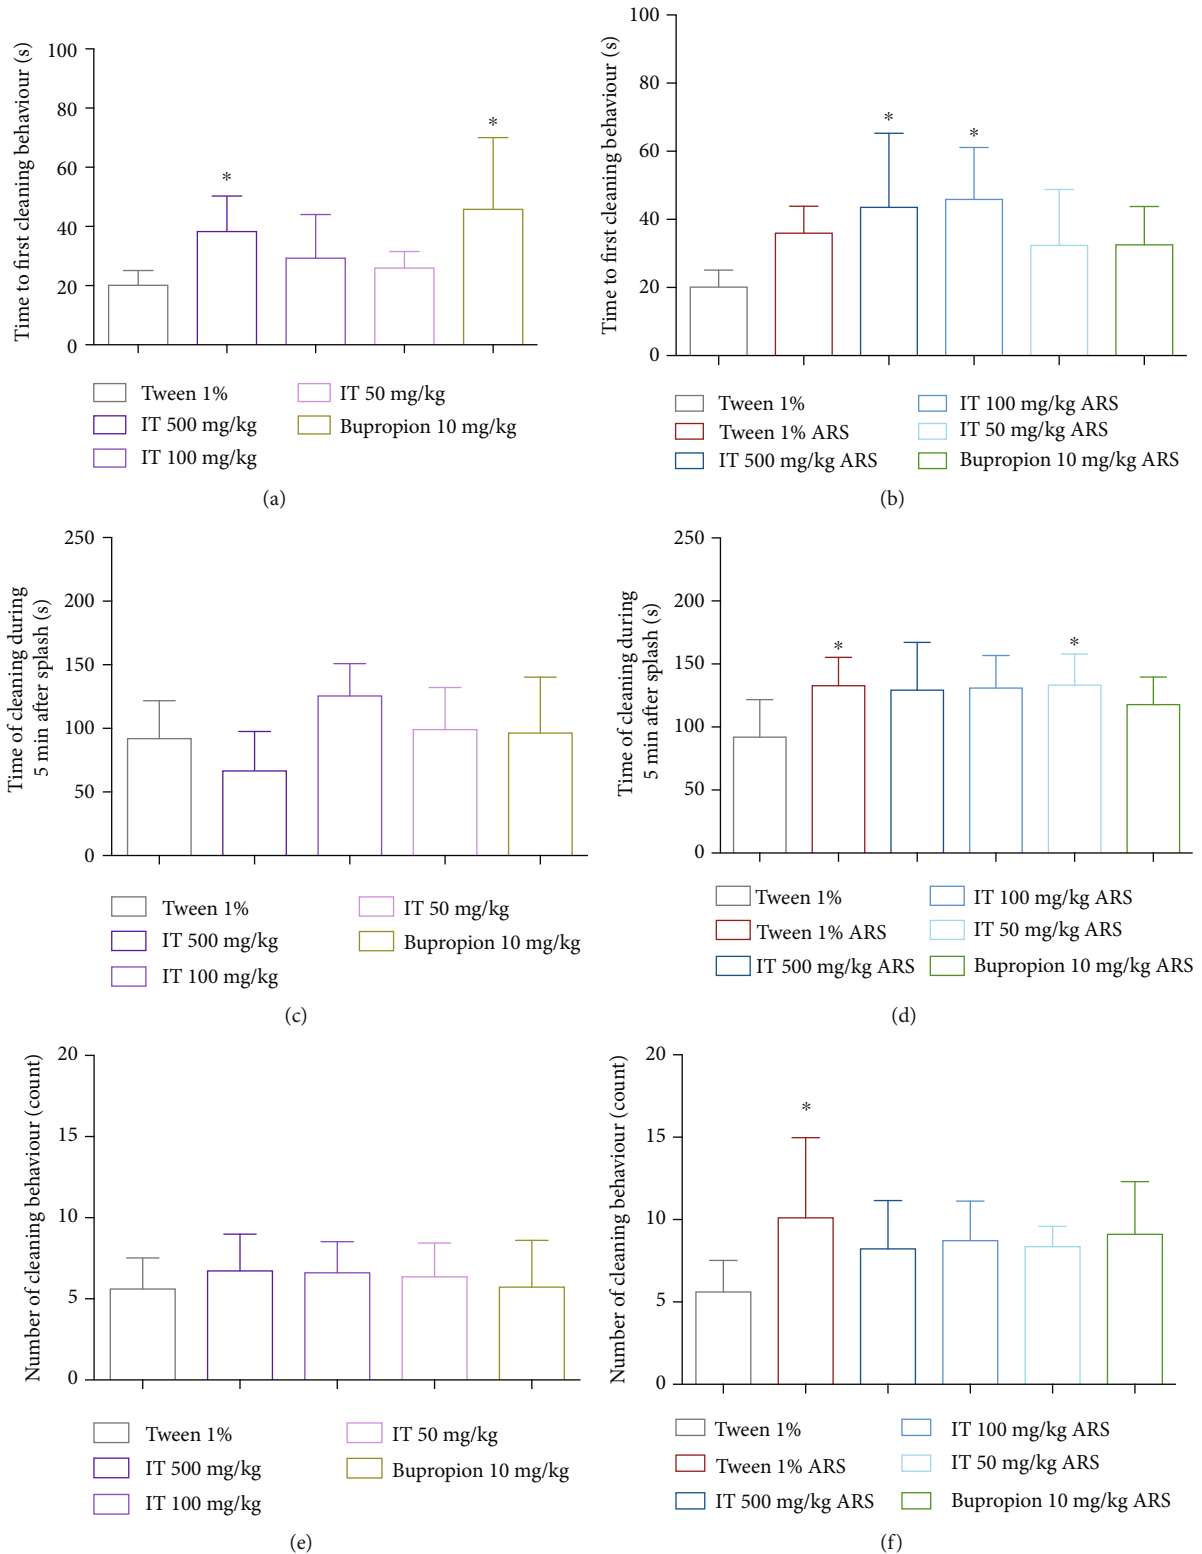 Time to first cleaning behaviour (s)
100
80
60
40
20
0
*
*
Tween 1%
IT 500 mg/kg
IT 100 mg/kg
IT 50 mg/kg
Bupropion 10 mg/kg
(a)
Time to first cleaning behaviour (s)
100
80
60
40
20
0
*
*
Tween 1%
Tween 1% ARS
IT 500 mg/kg ARS
IT 100 mg/kg ARS
IT 50 mg/kg ARS
Bupropion 10 mg/kg ARS
(b)
Time of cleaning during
5 min after splash (s)
250
200
150
100
50
0
Tween 1%
IT 500 mg/kg
IT 100 mg/kg
IT 50 mg/kg
Bupropion 10 mg/kg
(c)
Time of cleaning during
5 min after splash (s)
250
200
150
100
50
0
*
*
Tween 1%
Tween 1% ARS
IT 500 mg/kg ARS
IT 100 mg/kg ARS
IT 50 mg/kg ARS
Bupropion 10 mg/kg ARS
(d)
Number of cleaning behaviour (count)
20
15
10
5
0
Tween 1%
IT 500 mg/kg
IT 100 mg/kg
IT 50 mg/kg
Bupropion 10 mg/kg
(e)
Number of cleaning behaviour (count)
20
15
10
5
0
*
Tween 1%
Tween 1% ARS
IT 500 mg/kg ARS
IT 100 mg/kg ARS
IT 50 mg/kg ARS
Bupropion 10 mg/kg ARS
(f)